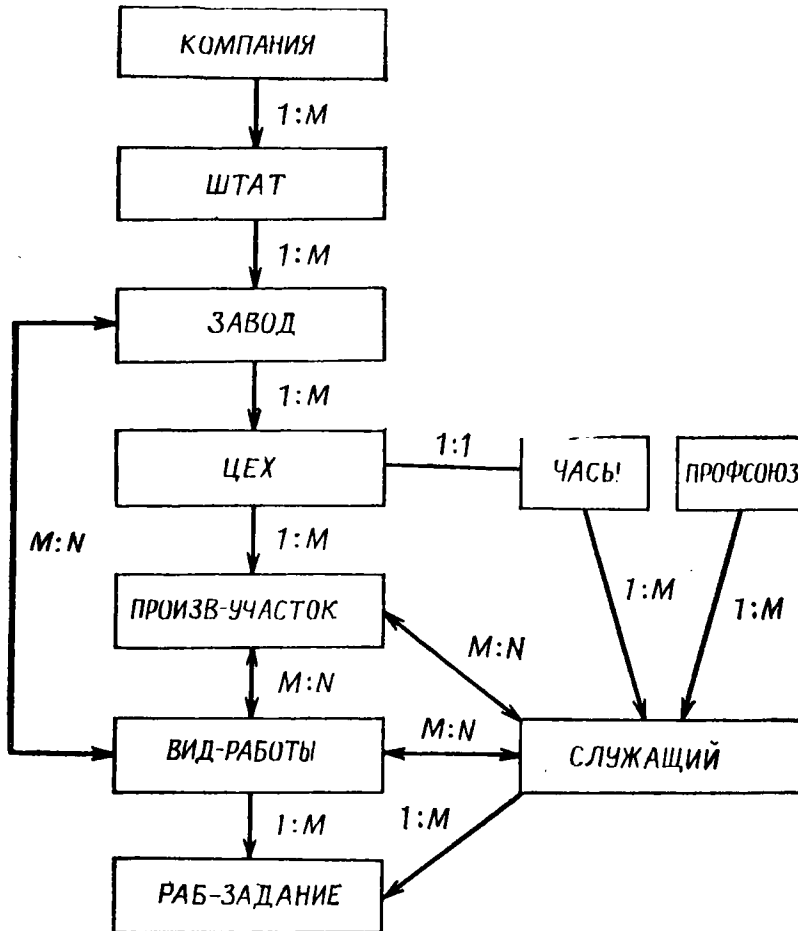 КОМПАНИЯ
1:М
ШТАТ
1:М
ЗАВОД
1:М
ЦЕХ
1:1
ЧАСЫ!
ПРОФСОЮЗ
М:N
1:М
1:М
1:М
ПРОИЗВ-УЧАСТОК
М:N
М:N
ВИД-РАБОТЫ
М:N
СЛУЖАЩИЙ
1:М
1:М
РАБ-ЗАДАНИЕ